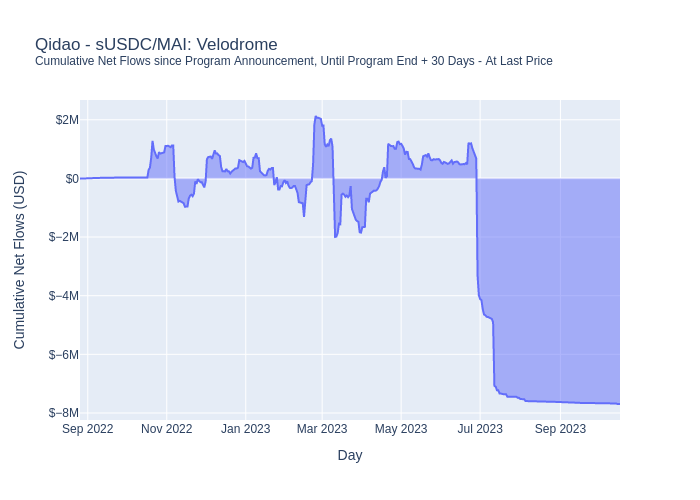 Qidao - sUSDC/MAI: Velodrome
Cumulative Net Flows since Program Announcement, Until Program End + 30 Days - At Last Price
Cumulative Net Flows (USD)
$2M
$0
$−2M
$−4M
$−6M
$−8M
Sep 2022 Nov 2022 Jan 2023 Mar 2023 May 2023 Jul 2023 Sep 2023
Day